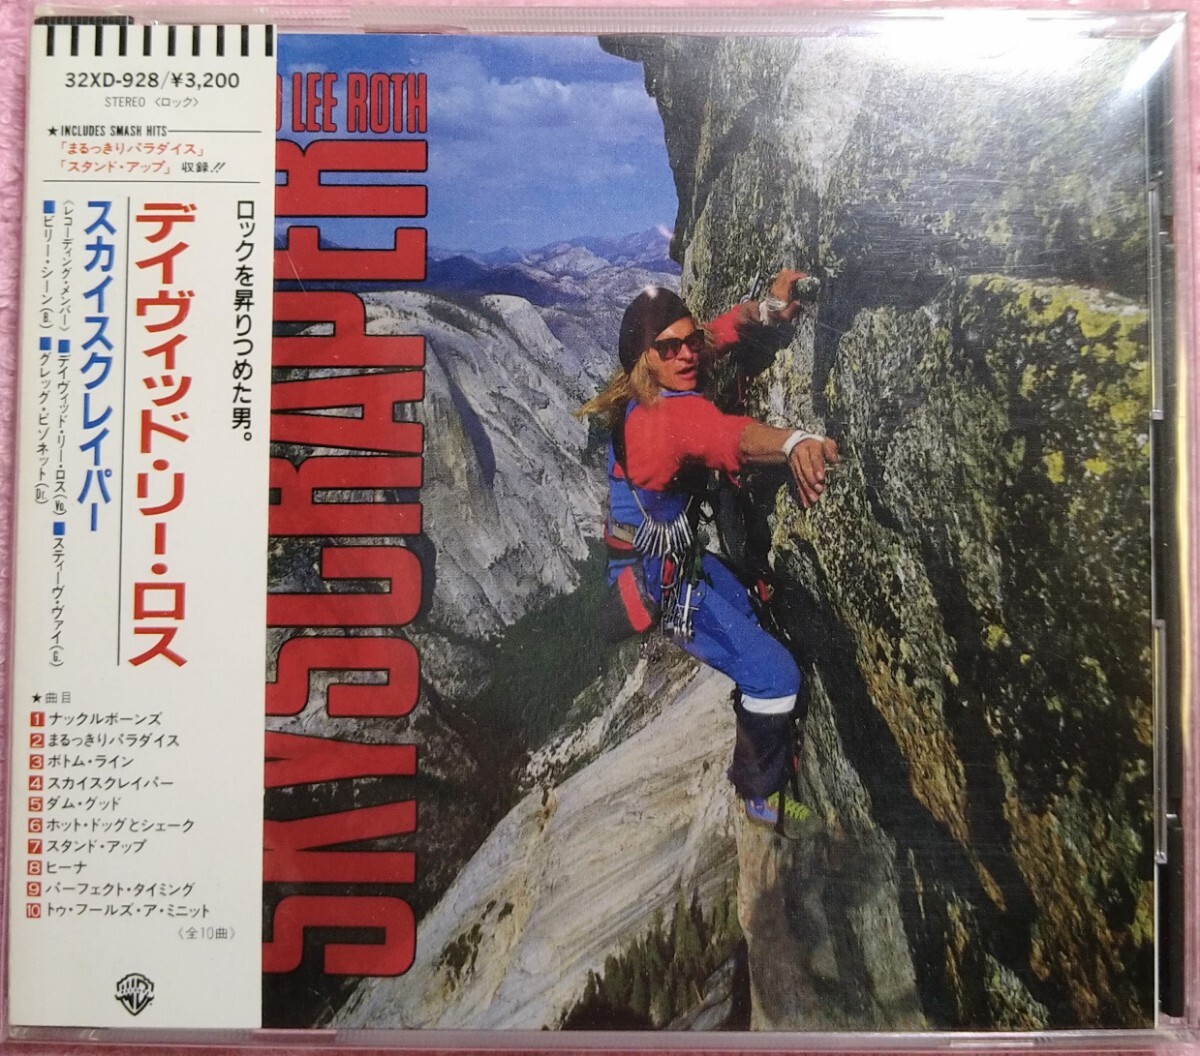 32XD-928/¥3,200
STEREO 〈ロック〉
★INCLUDES SMASH HITS
「まるっきりパラダイス」
「スタンド・アップ」 収録!!
ロックを昇りつめた男。
デイヴィッド・リー・ロス
スカイスクレイパー
〈レコーディング・メンバー〉■デイヴィッド・リー・ロス(Vo.)■スティーヴ・ヴァイ(G.)
■ビリー・シーン(B.)■グレッグ・ビゾネット(Dr.)
★曲目
1 ナックルボーンズ
2 まるっきりパラダイス
3 ボトム・ライン
4 スカイスクレイパー
5 ダム・グッド
6 ホット・ドッグとシェーク
7 スタンド・アップ
8 ヒーナ
9 パーフェクト・タイミング
10 トゥ・フールズ・ア・ミニット
《全10曲》
LEE ROTH
SKYSCRAPER